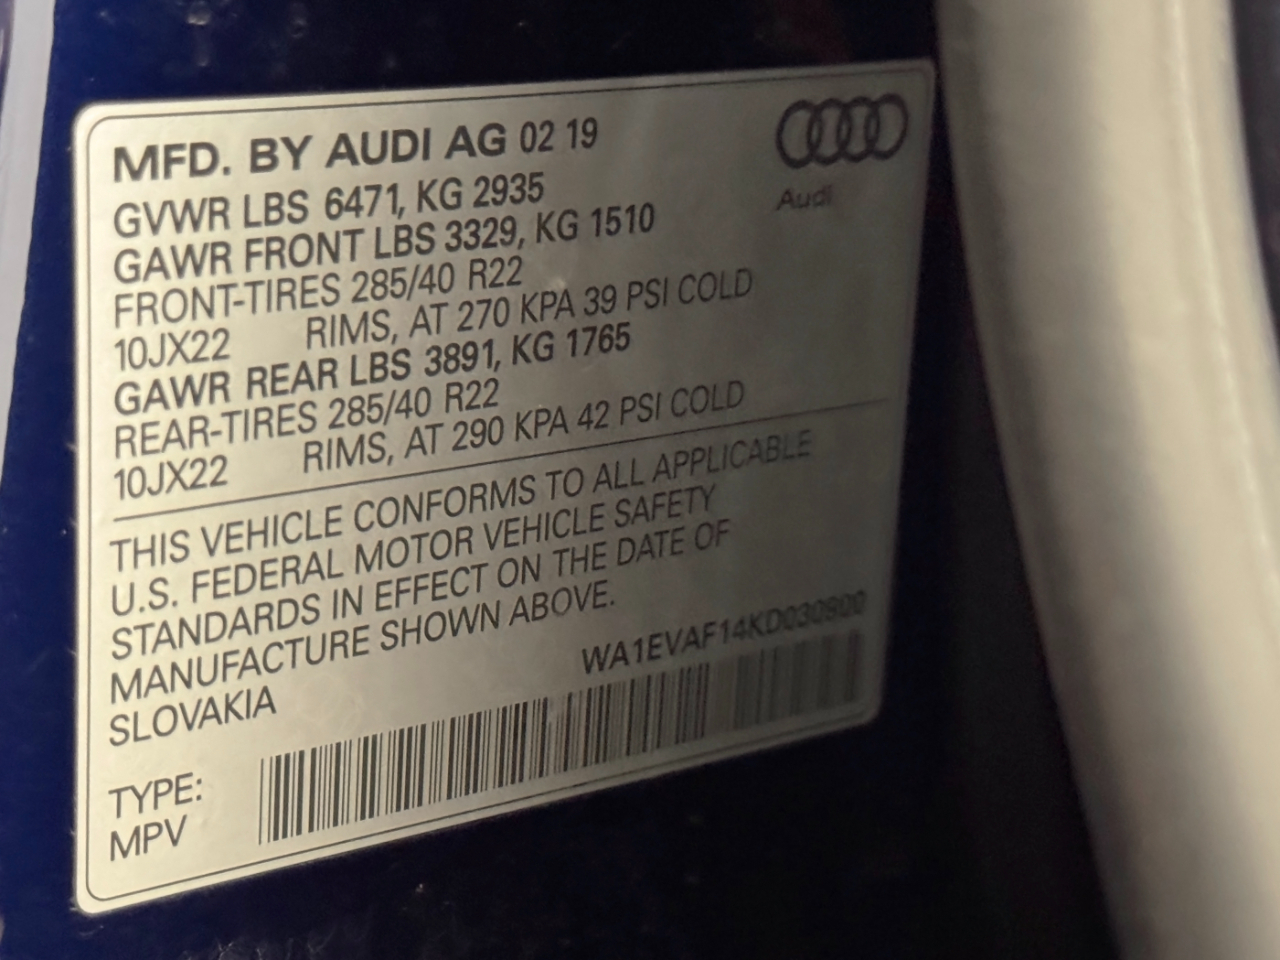 MFD. BY AUDI AG 02 19
Audi
GVWR LBS 6471, KG 2935
GAWR FRONT LBS 3329, KG 1510
FRONT-TIRES 285/40 R22
10JX22 RIMS, AT 270 KPA 39 PSI COLD
GAWR REAR LBS 3891, KG 1765
REAR-TIRES 285/40 R22
10JX22 RIMS, AT 290 KPA 42 PSI COLD
THIS VEHICLE CONFORMS TO ALL APPLICABLE
U.S. FEDERAL MOTOR VEHICLE SAFETY
STANDARDS IN EFFECT ON THE DATE OF
MANUFACTURE SHOWN ABOVE.
SLOVAKIA
WA1EVAF14KD030900
TYPE:
MPV